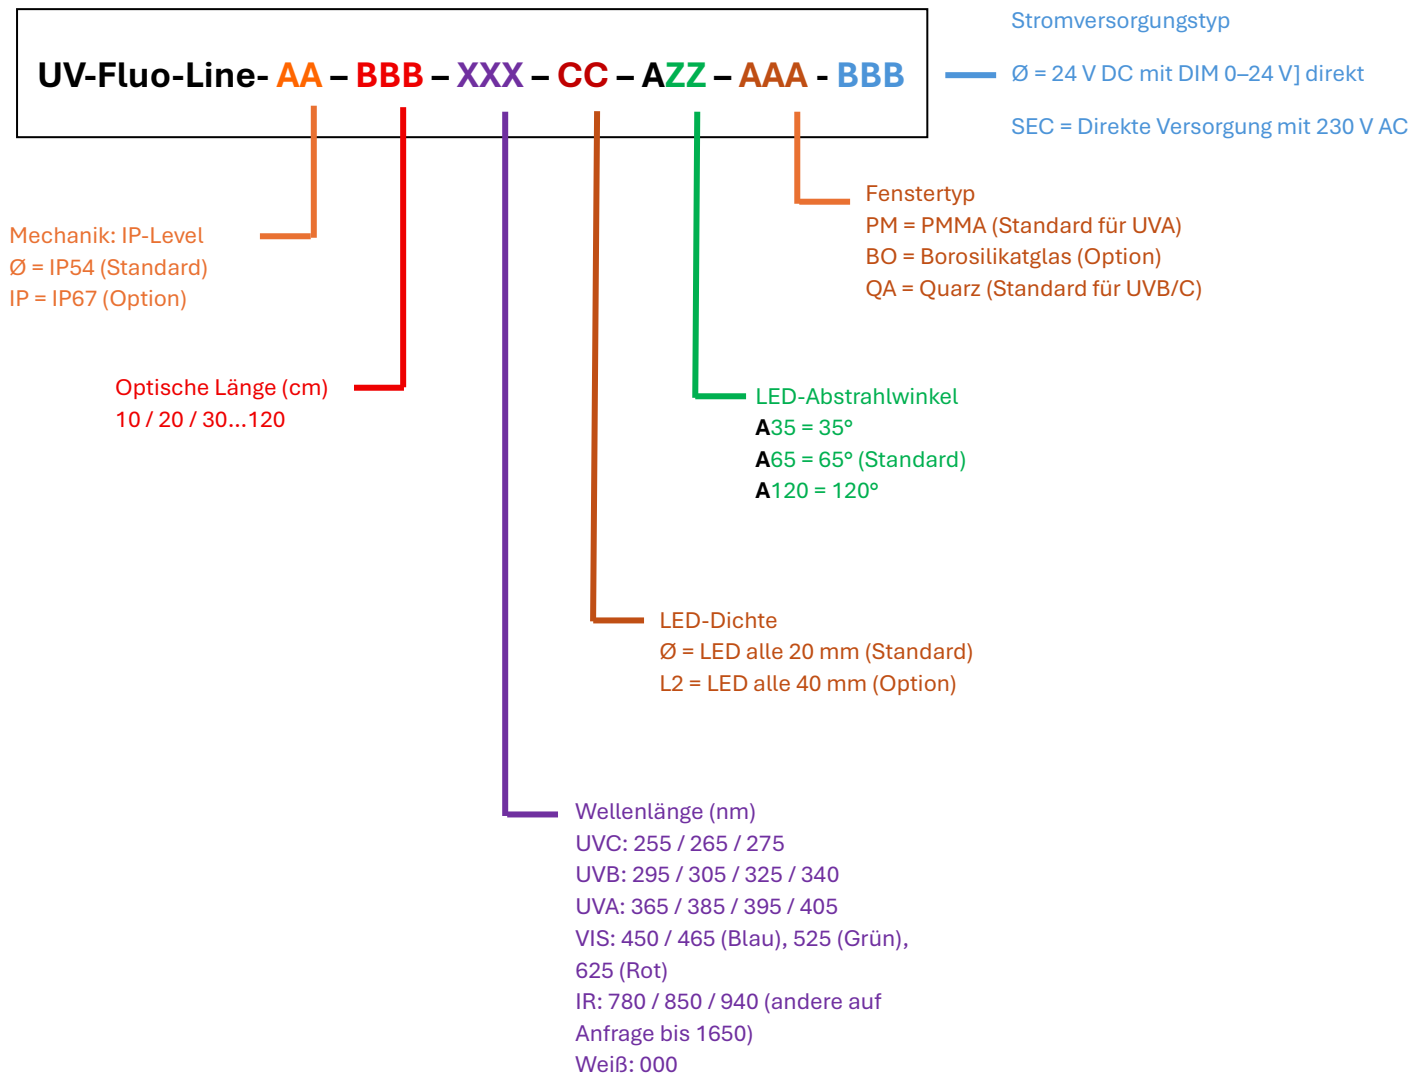 Stromversorgungstyp
UV-Fluo-Line- AA – BBB – XXX – CC – AZZ – AAA - BBB
Ø = 24 V DC mit DIM 0–24 V] direkt
SEC = Direkte Versorgung mit 230 V AC
Fenstertyp
PM = PMMA (Standard für UVA)
BO = Borosilikatglas (Option)
QA = Quarz (Standard für UVB/C)
Mechanik: IP-Level
Ø = IP54 (Standard)
IP = IP67 (Option)
Optische Länge (cm)
10 / 20 / 30...120
LED-Abstrahlwinkel
A35 = 35°
A65 = 65° (Standard)
A120 = 120°
LED-Dichte
Ø = LED alle 20 mm (Standard)
L2 = LED alle 40 mm (Option)
Wellenlänge (nm)
UVC: 255 / 265 / 275
UVB: 295 / 305 / 325 / 340
UVA: 365 / 385 / 395 / 405
VIS: 450 / 465 (Blau), 525 (Grün),
625 (Rot)
IR: 780 / 850 / 940 (andere auf
Anfrage bis 1650)
Weiß: 000